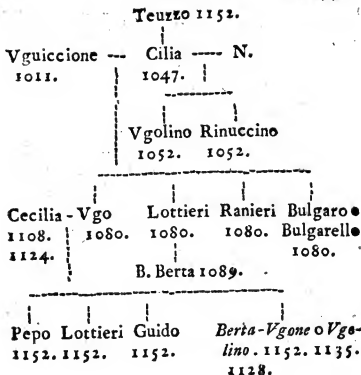 Teuzzo 1152.
Vguiccione --- Cilia ---- N.
1011. 1047.
Vgolino Rinuccino
1052. 1052.
Cecilia - Vgo Lottieri Ranieri Bulgaro o
1108. 1080. 1080. 1080. Bulgarello
1124. 1080.
B. Berta 1089.
Pepo Lottieri Guido Berta-Vgone o Vgo-
1152. 1152. 1152. lino. 1152. 1135.
1128.